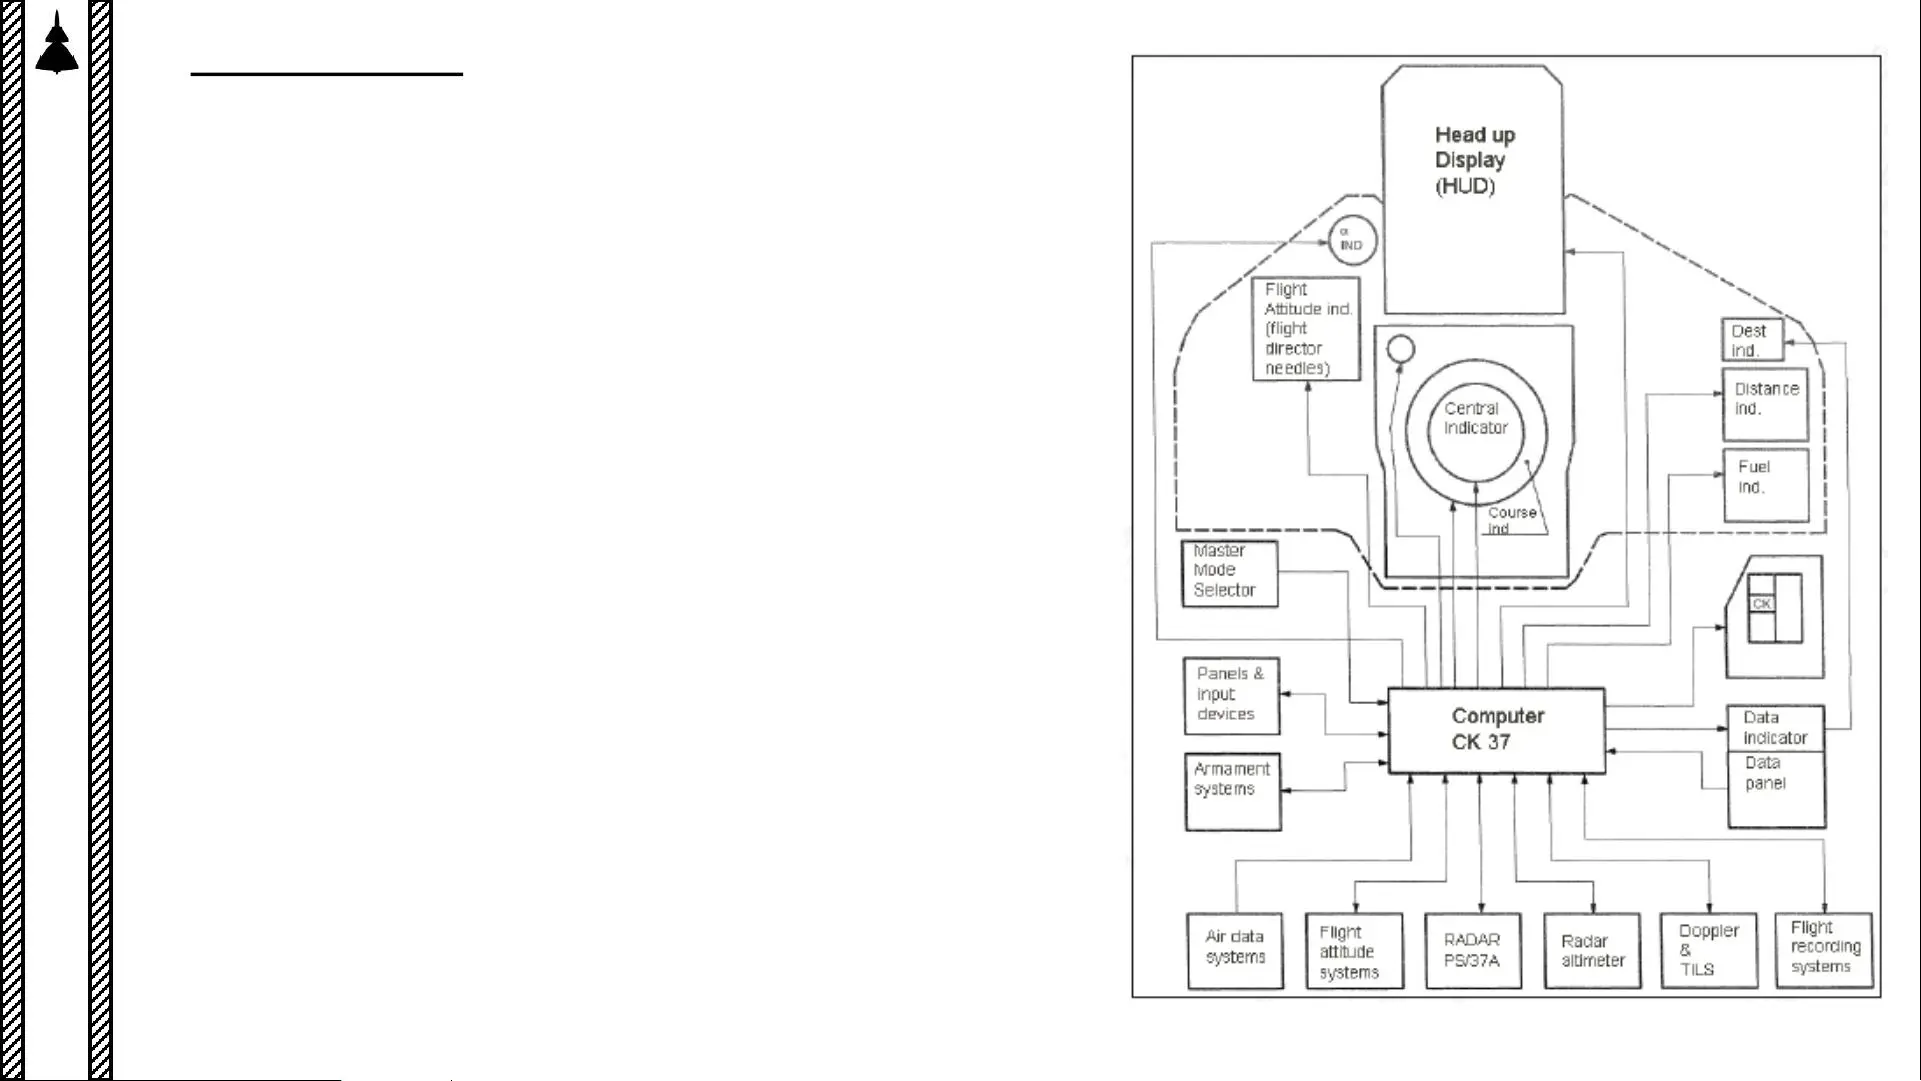 Head up
Display
(HUD)
α
IND
Flight
Attitude ind.
(flight
director
needles)
Dest
ind.
Distance
ind.
Central
Indicator
Fuel
ind.
Course
ind
Master
Mode
Selector
CK
Panels &
input
devices
Computer
CK 37
Data
indicator
Data
panel
Armament
systems
Air data
systems
Flight
attitude
systems
RADAR
PS/37A
Radar
altimeter
Doppler
&
TILS
Flight
recording
systems